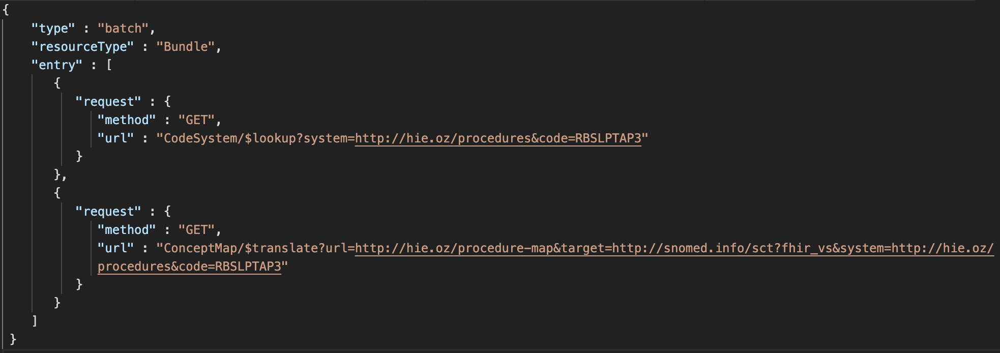 {
"type" : "batch",
"resourceType" : "Bundle",
"entry" : [
{
"request" : {
"method" : "GET",
"url" : "CodeSystem/$lookup?system=http://hie.oz/procedures&code=RBSLPTAP3"
}
},
{
"request" : {
"method" : "GET",
"url" : "ConceptMap/$translate?url=http://hie.oz/procedure-map&target=http://snomed.info/sct?fhir_vs&system=http://hie.oz/
procedures&code=RBSLPTAP3"
}
}
]
}